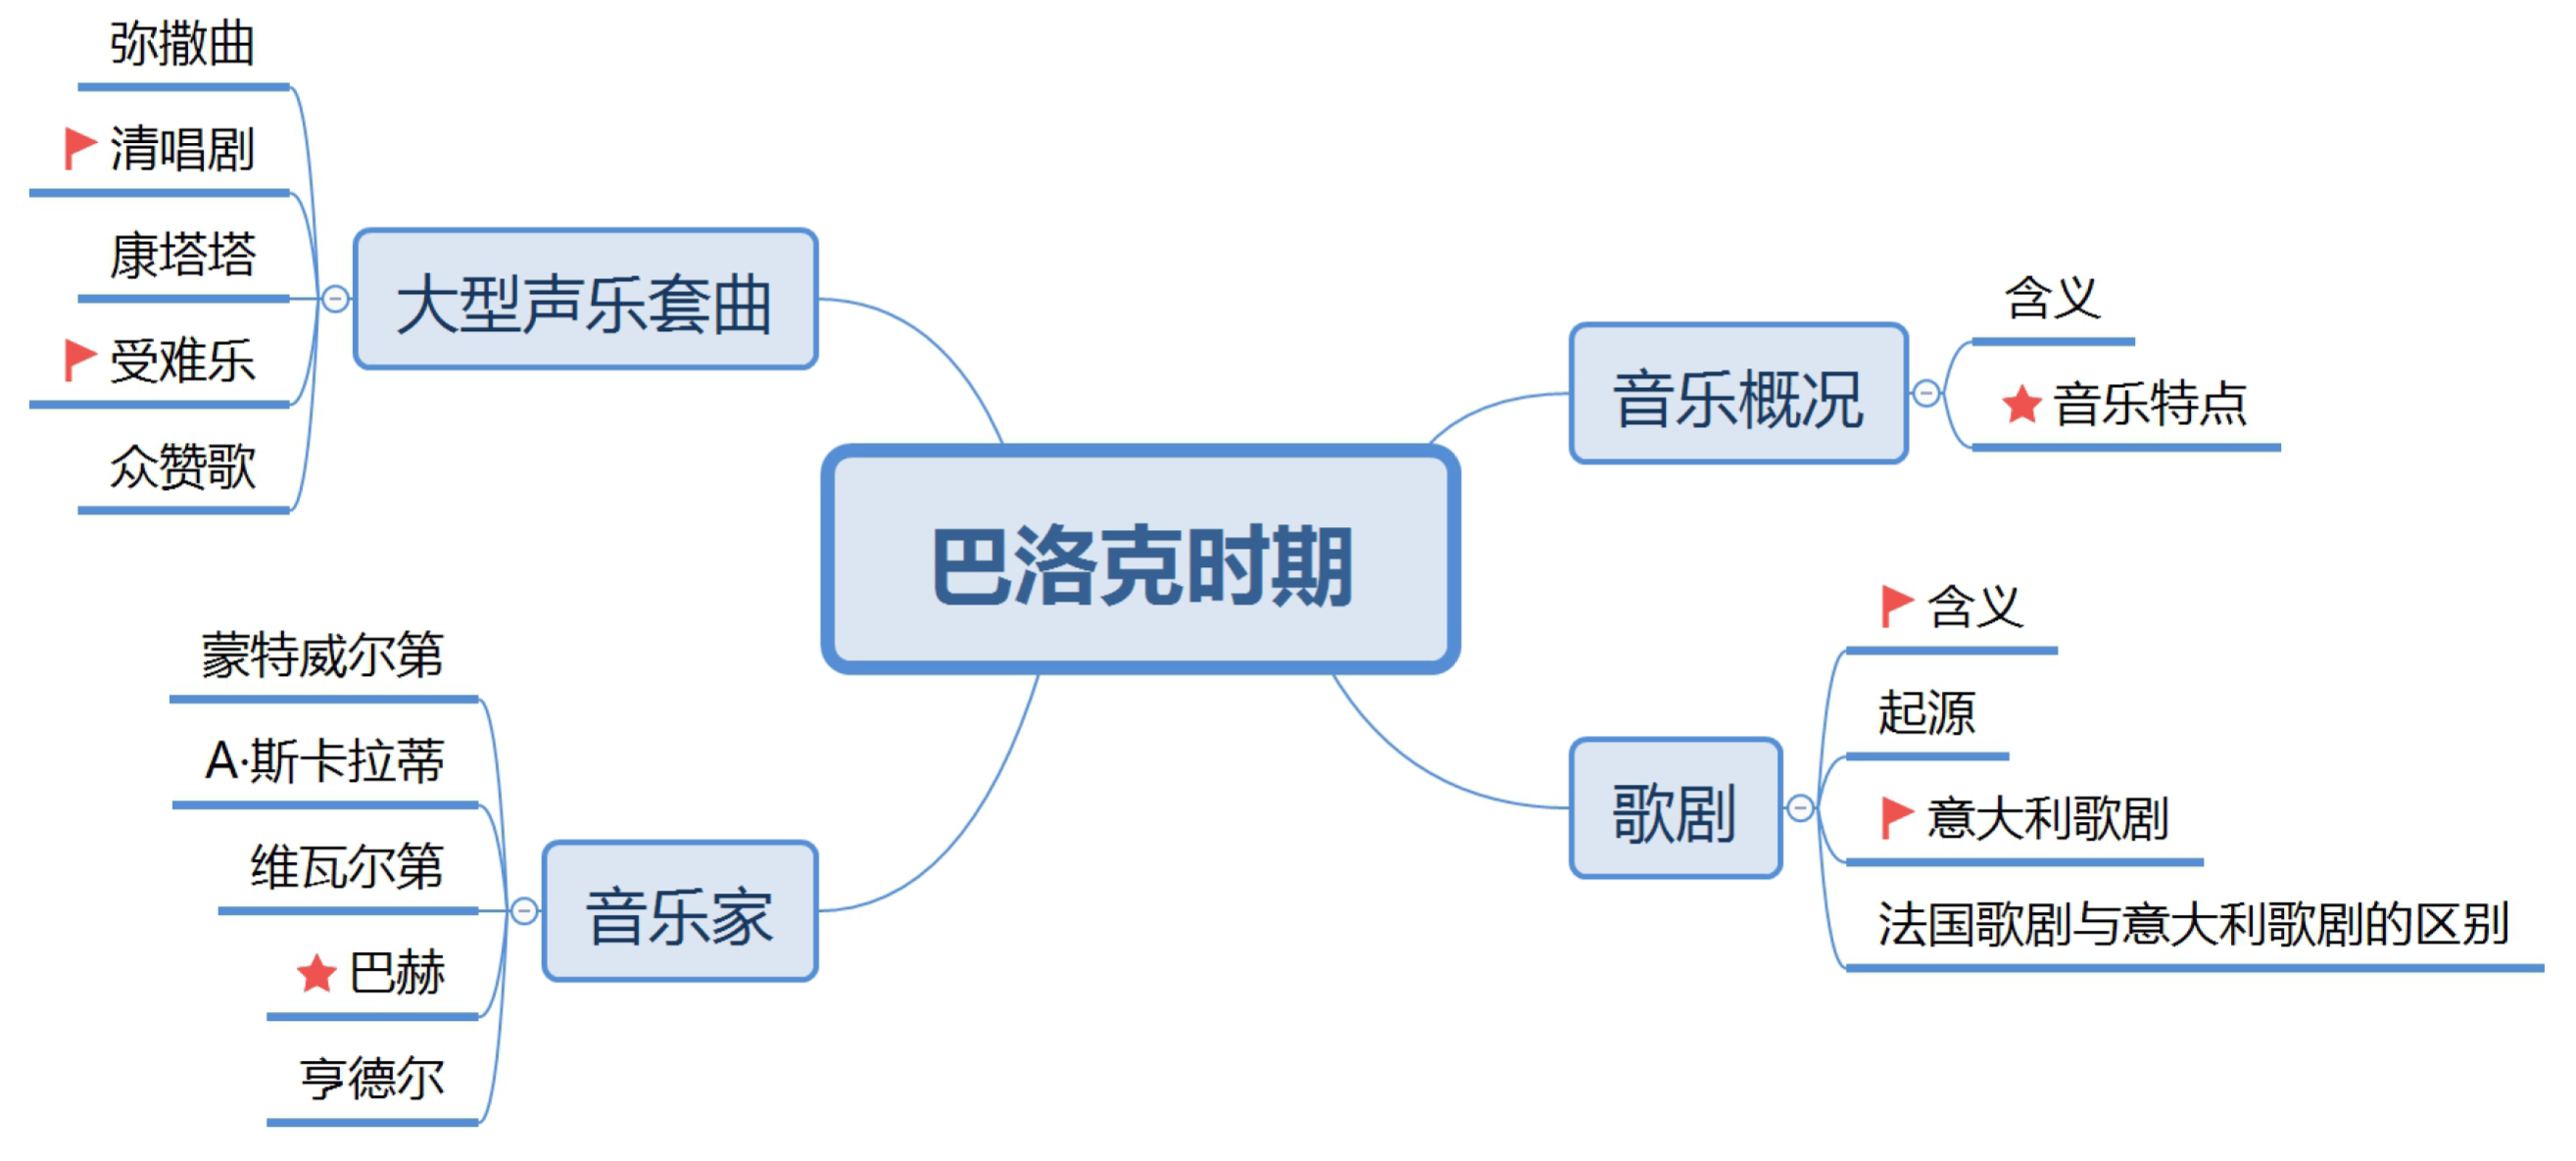 巴洛克时期
音乐概况
含义
音乐特点
歌剧
含义
起源
意大利歌剧
法国歌剧与意大利歌剧的区别
大型声乐套曲
弥撒曲
清唱剧
康塔塔
受难乐
众赞歌
音乐家
蒙特威尔第
A·斯卡拉蒂
维瓦尔第
巴赫
亨德尔